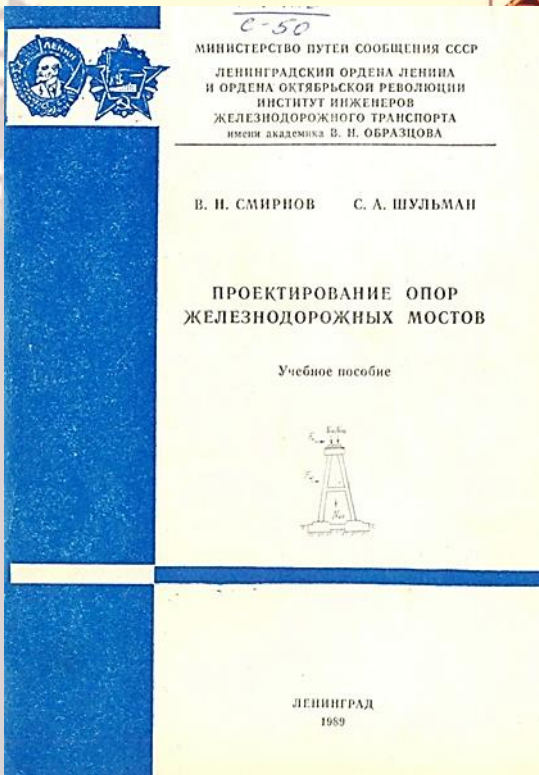 С-50
МИНИСТЕРСТВО ПУТЕЙ СООБЩЕНИЯ СССР
ЛЕНИНГРАДСКИЙ ОРДЕНА ЛЕНИНА
И ОРДЕНА ОКТЯБРЬСКОЙ РЕВОЛЮЦИИ
ИНСТИТУТ ИНЖЕНЕРОВ
ЖЕЛЕЗНОДОРОЖНОГО ТРАНСПОРТА
имени академика В. Н. ОБРАЗЦОВА
В. Н. СМИРНОВ С. А. ШУЛЬМАН
ПРОЕКТИРОВАНИЕ ОПОР
ЖЕЛЕЗНОДОРОЖНЫХ МОСТОВ
Учебное пособие
ЛЕНИНГРАД
1989